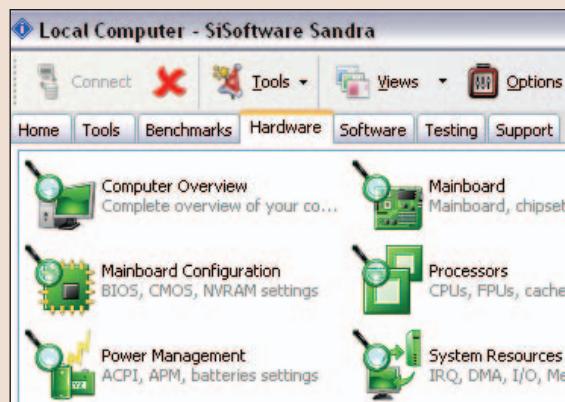 Local Computer - SiSoftware Sandra
Connect Tools Views Options
Home Tools Benchmarks Hardware Software Testing Support
Computer Overview
Complete overview of your co...
Mainboard
Mainboard, chipset
Mainboard Configuration
BIOS, CMOS, NVRAM settings
Processors
CPUs, FPUs, cache
Power Management
ACPI, APM, batteries settings
System Resources
IRQ, DMA, I/O, Me